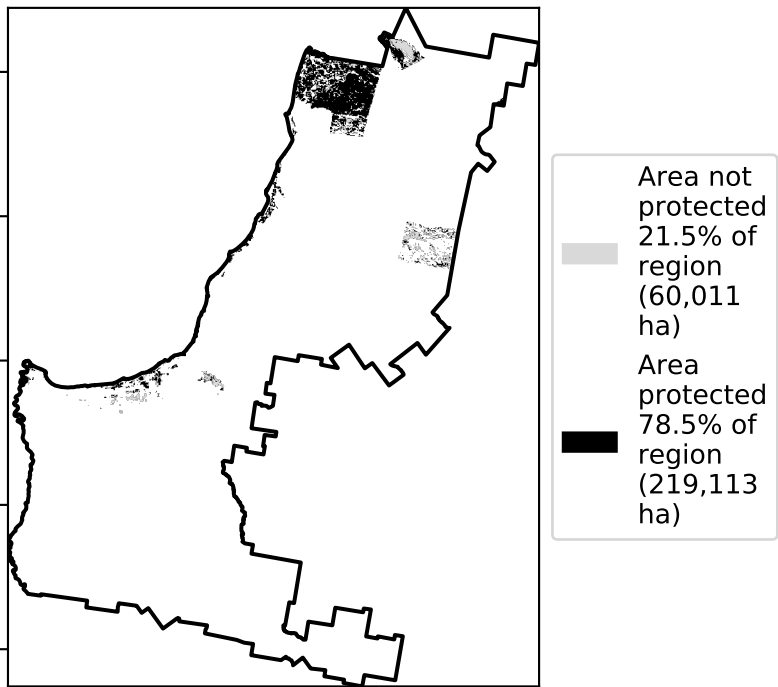 Area not
protected
21.5% of
region
(60,011
ha)
Area
protected
78.5% of
region
(219,113
ha)